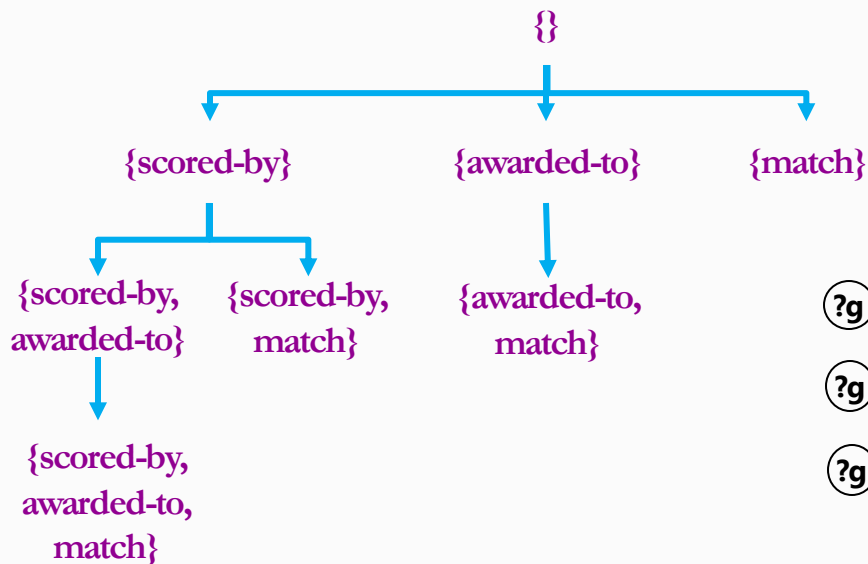 {}
{scored-by}
{awarded-to}
{match}
{scored-by,
awarded-to}
{scored-by,
match}
{awarded-to,
match}
?g
?g
?g
{scored-by,
awarded-to,
match}